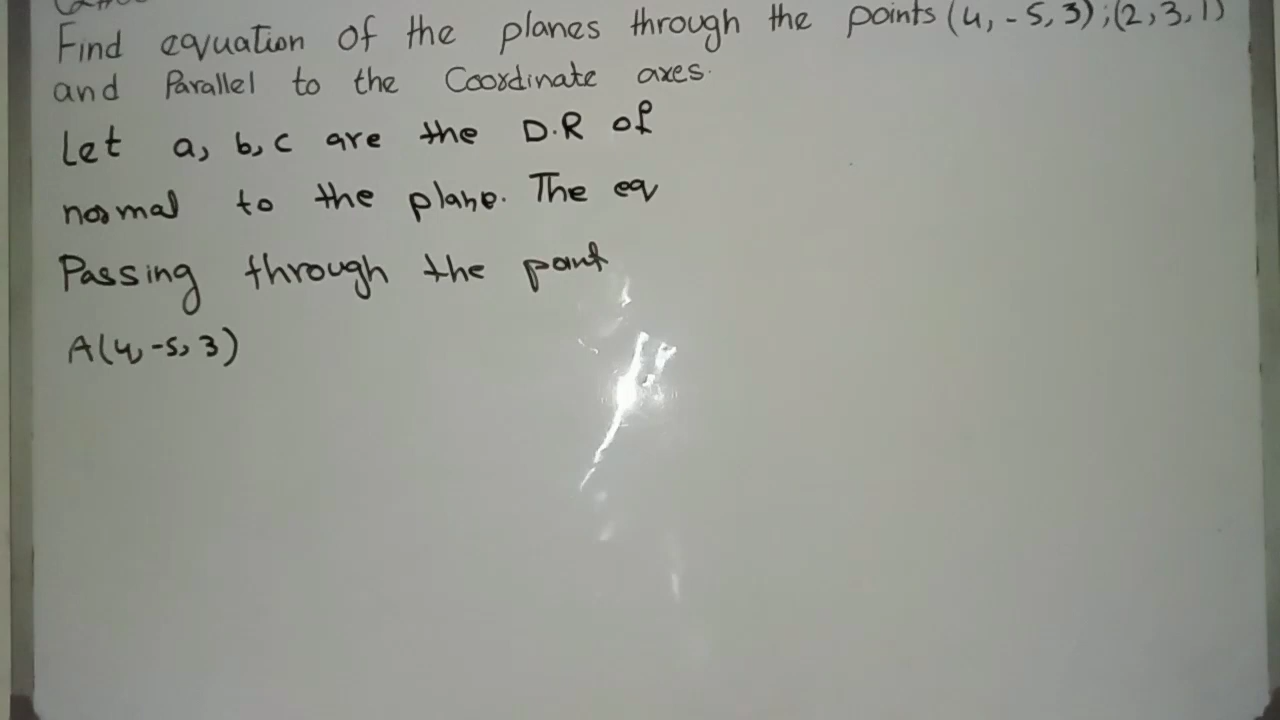 Find equation of the planes through the points (4, -5, 3) ; (2, 3, 1)
and Parallel to the Coordinate axes.
Let a, b, c are the D.R of
normal to the plane. The eq
Passing through the point
A(4, -5, 3)